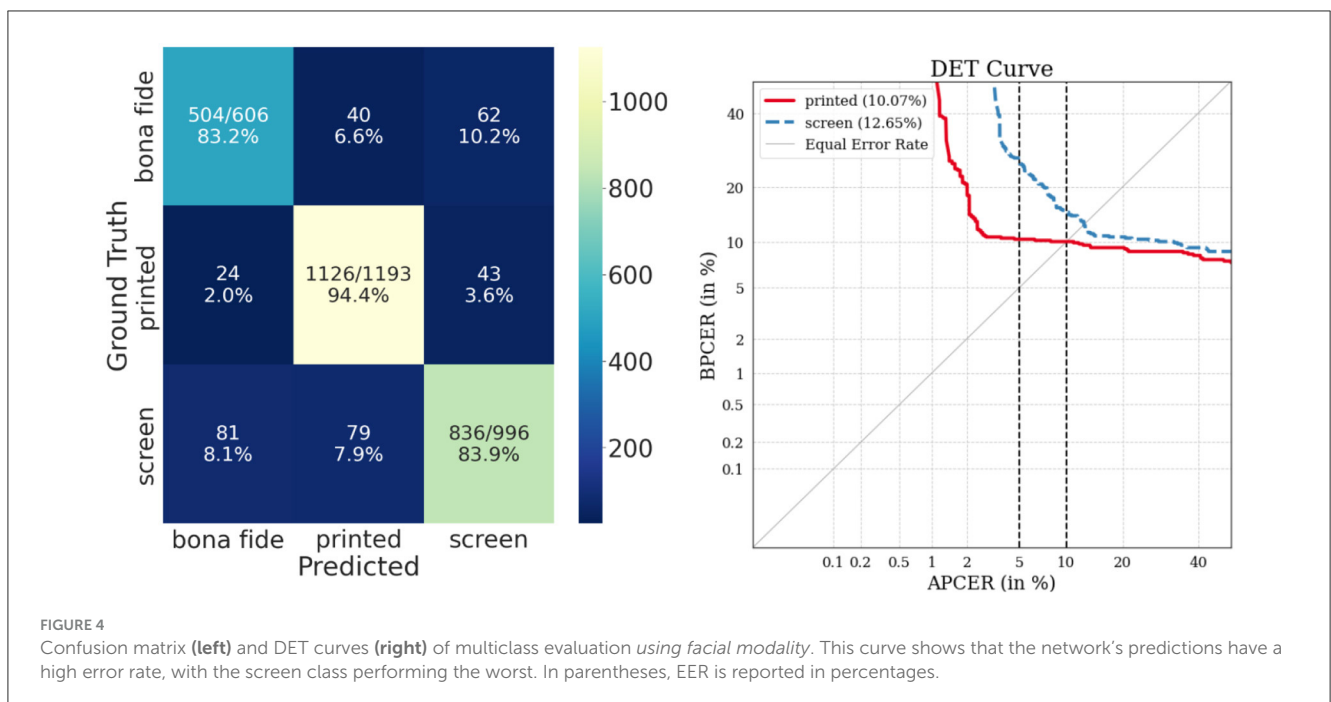 bona fide
504/606
83.2%
40
6.6%
62
10.2%
Ground Truth
printed
24
2.0%
1126/1193
94.4%
43
3.6%
screen
81
8.1%
79
7.9%
836/996
83.9%
bona fide printed screen
Predicted
1000
800
600
400
200
DET Curve
printed (10.07%)
screen (12.65%)
Equal Error Rate
BPCER (in %)
40
20
10
5
2
1
0.5
0.2
0.1
0.1 0.2 0.5 1 2 5 10 20 40
APCER (in %)
FIGURE 4
Confusion matrix (left) and DET curves (right) of multiclass evaluation using facial modality. This curve shows that the network's predictions have a
high error rate, with the screen class performing the worst. In parentheses, EER is reported in percentages.